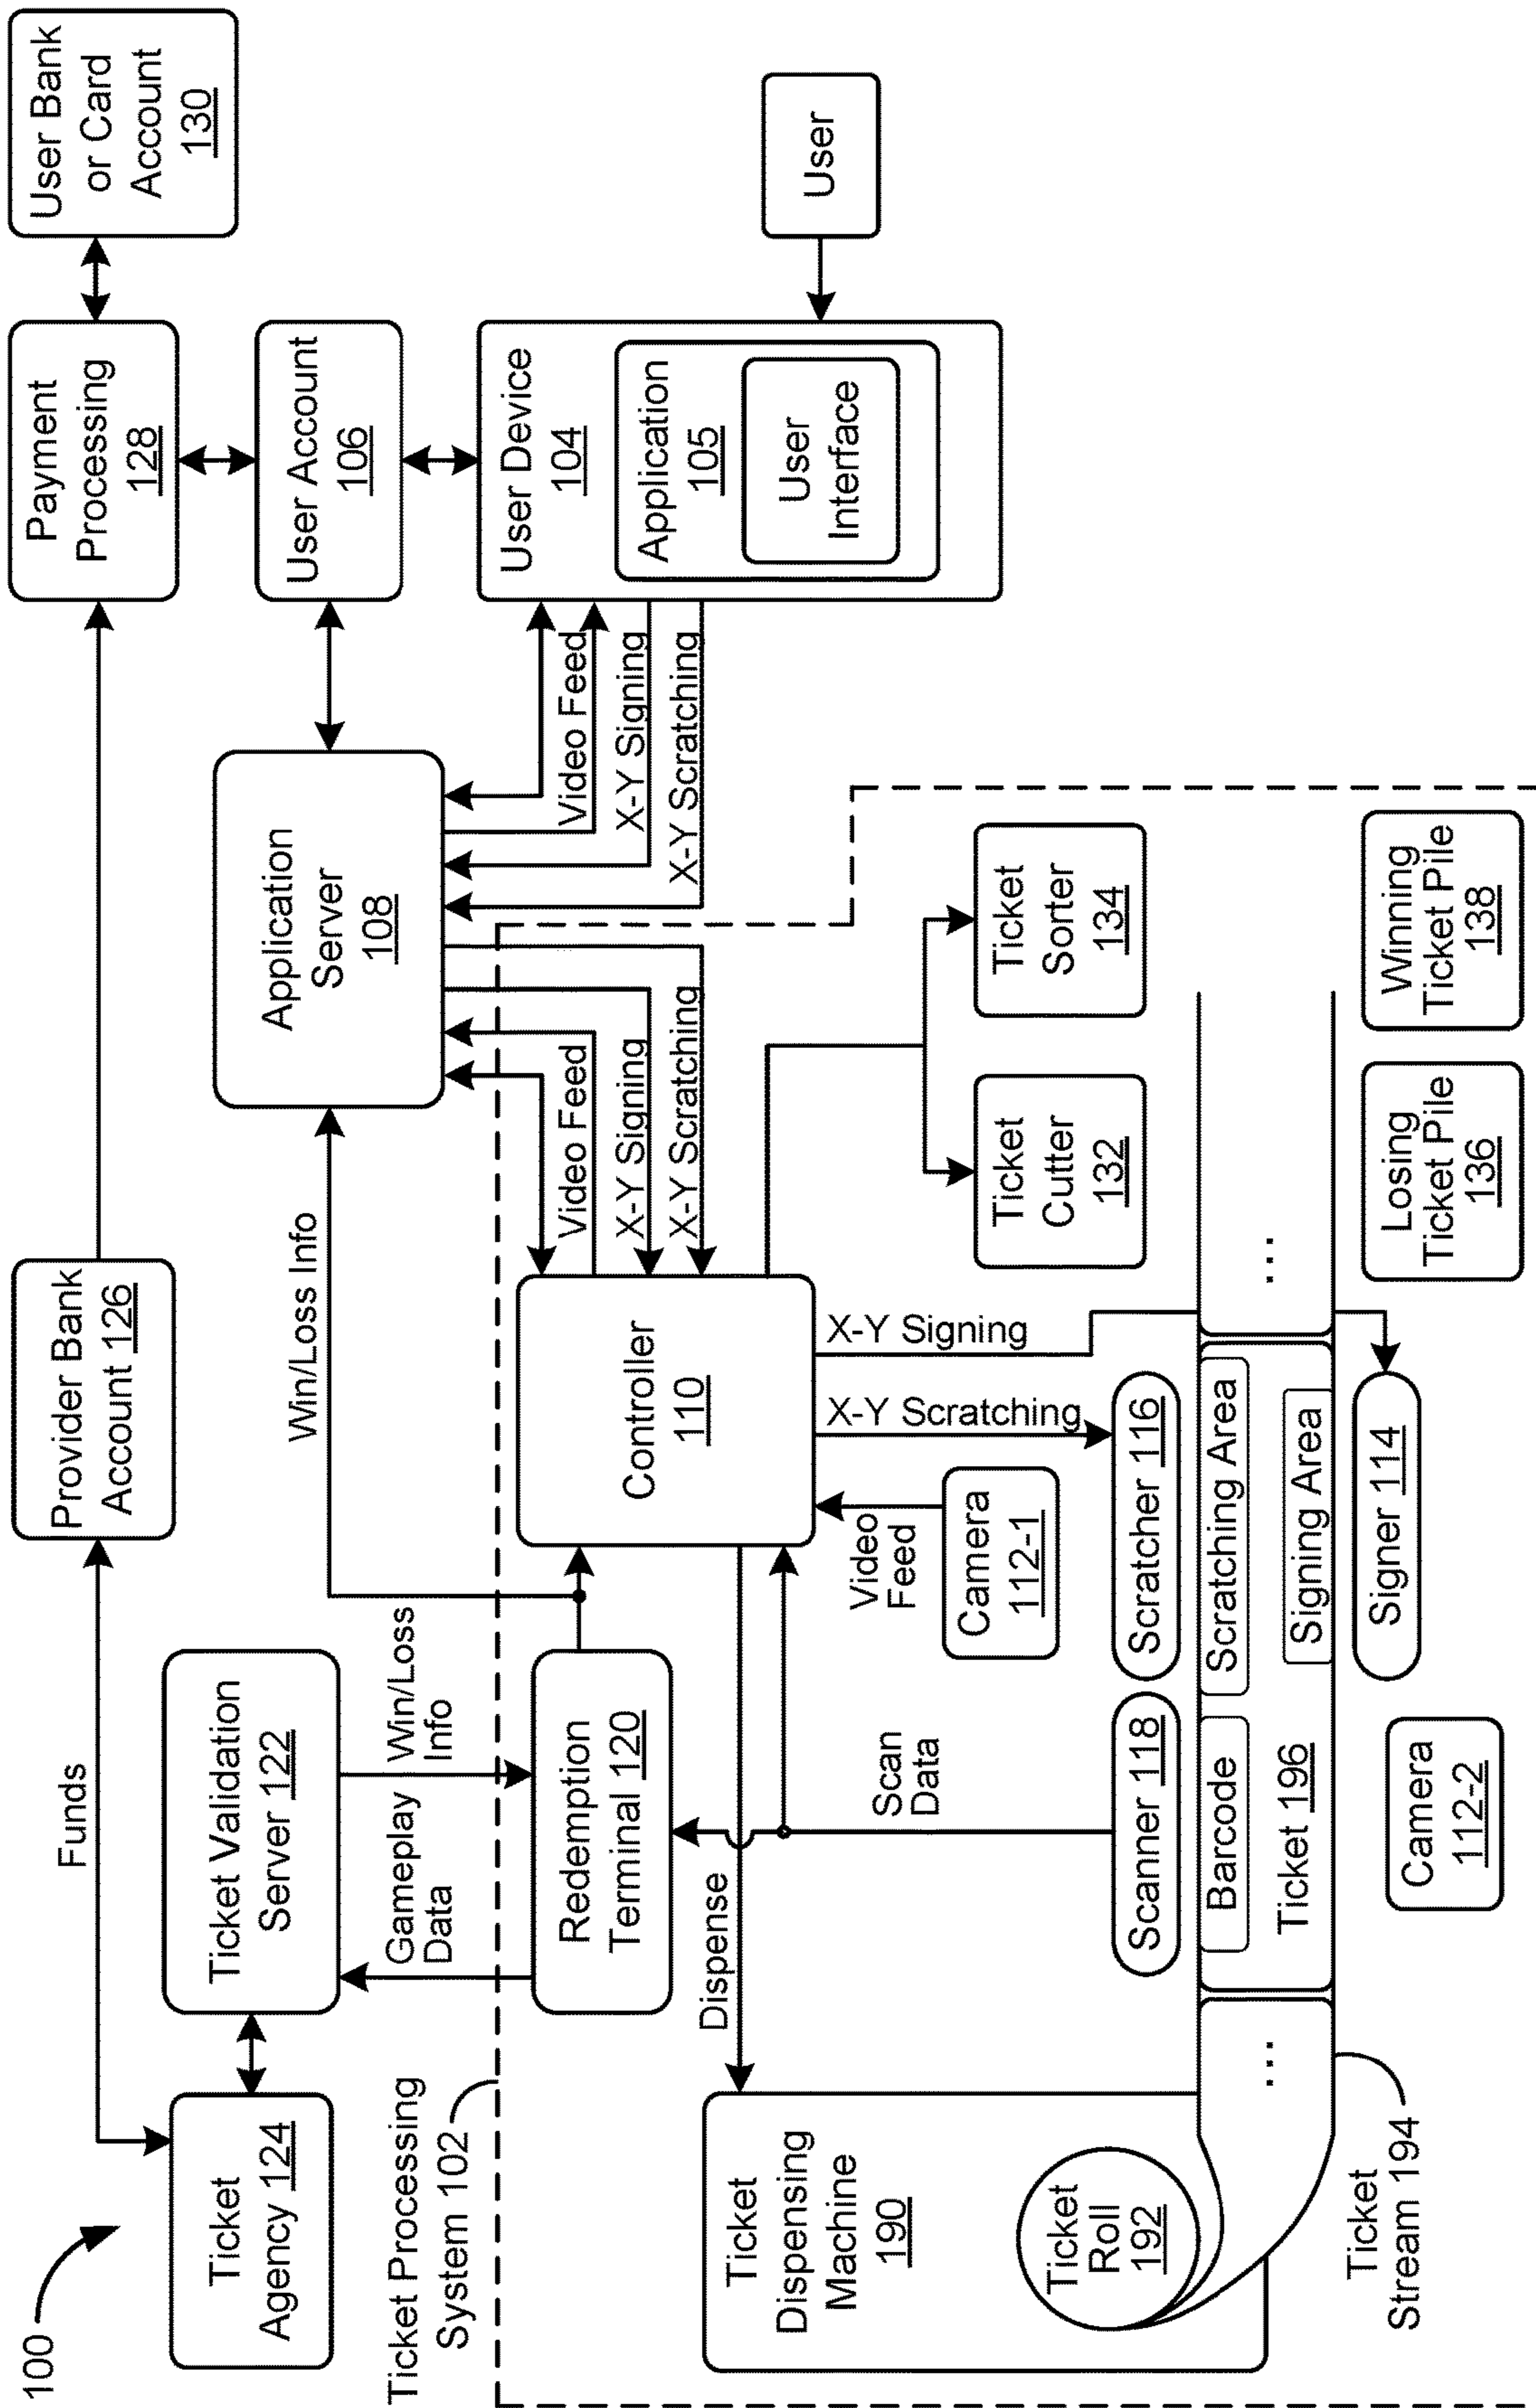 100
Ticket
Agency 124
Funds
Provider Bank
Account 126
Payment
Processing
128
User Bank
or Card
Account
130
Ticket Validation
Server 122
Win/Loss Info
Application
Server
108
User Account
106
Gameplay
Data
Win/Loss
Info
Ticket Processing
System 102
Redemption
Terminal 120
Controller
110
Video Feed
X-Y Signing
X-Y Scratching
Video Feed
X-Y Signing
X-Y Scratching
User Device
104
Application
105
User
Interface
User
Dispense
Scan
Data
Video
Feed
X-Y Scratching
X-Y Signing
Camera
112-1
Ticket
Cutter
132
Ticket
Sorter
134
Ticket
Dispensing
Machine
190
Ticket
Roll
192
Scanner 118
Scratcher 116
...
Barcode
Scratching Area
Ticket 196
Signing Area
...
Ticket
Stream 194
Camera
112-2
Signer 114
Losing
Ticket Pile
136
Winning
Ticket Pile
138